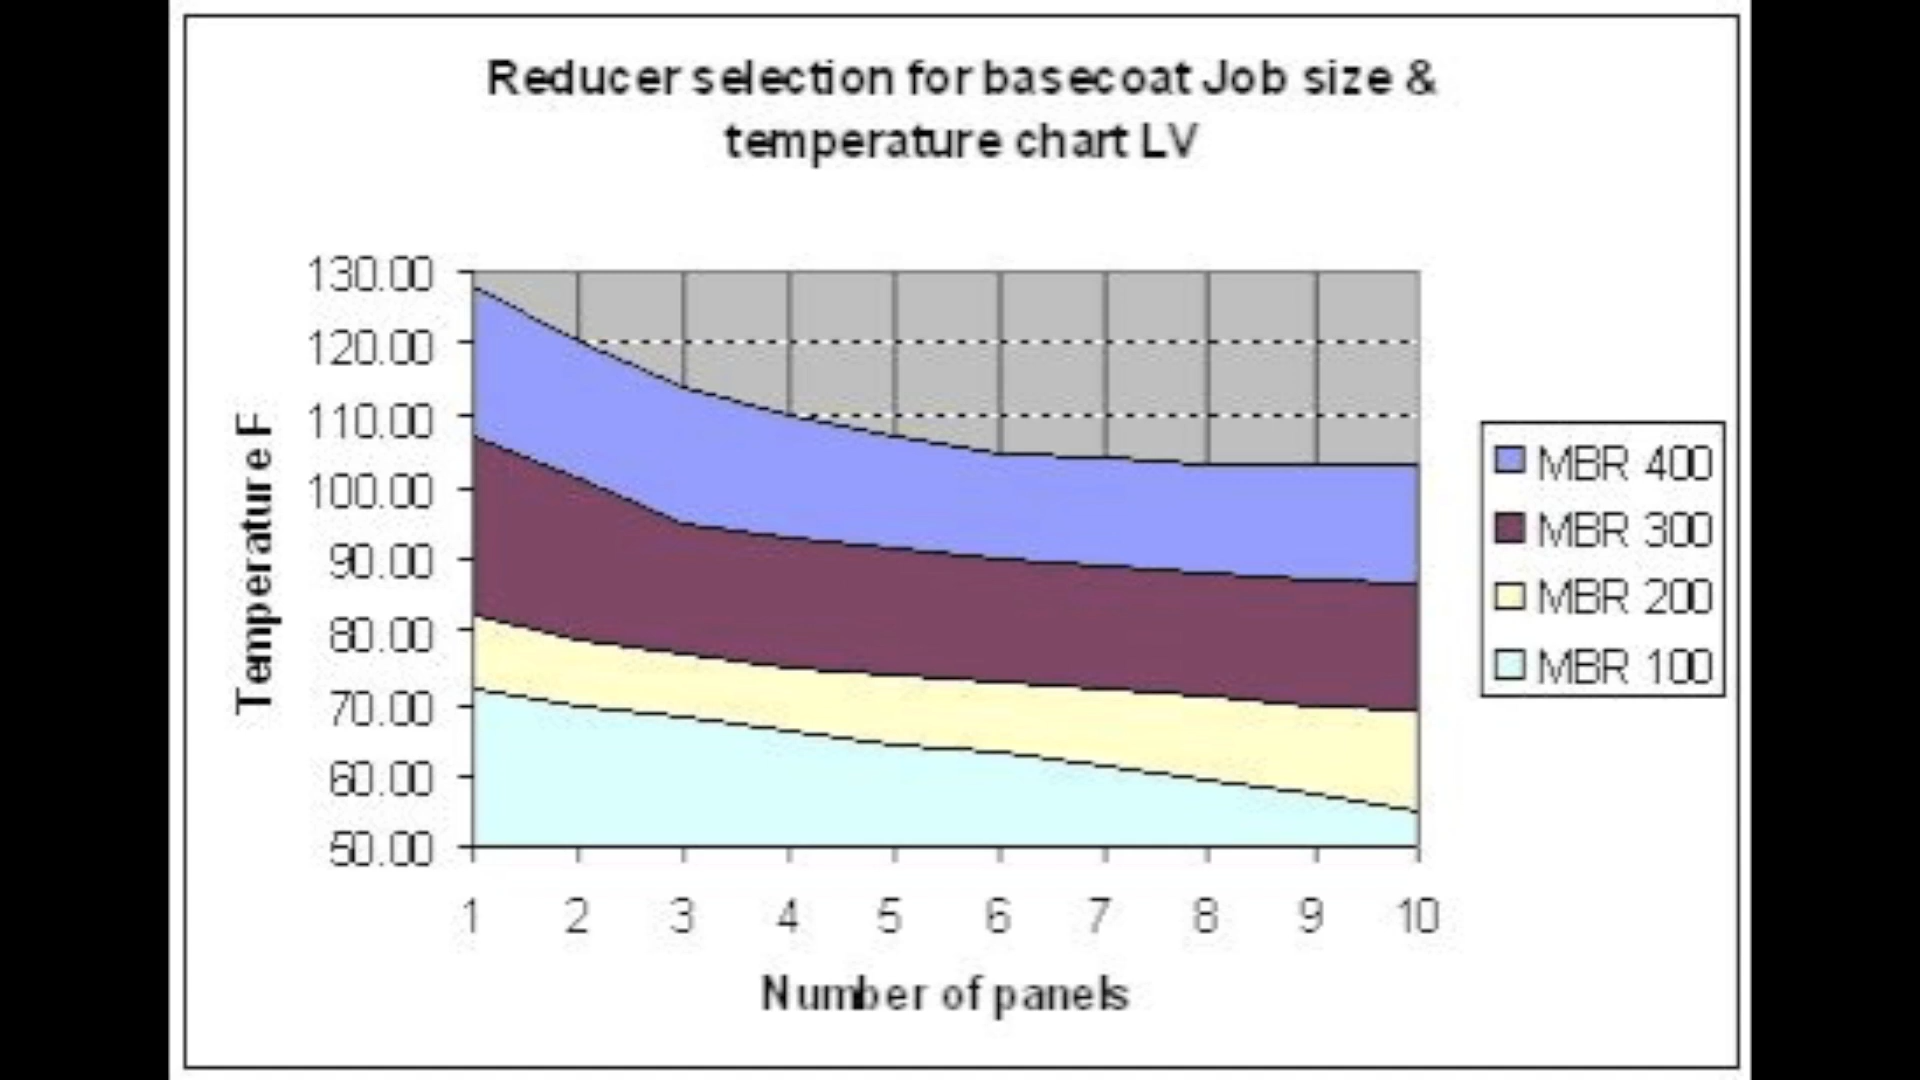 Reducer selection for basecoat Job size &
temperature chart LV
130.00
120.00
110.00
100.00
90.00
80.00
70.00
60.00
50.00
Temperature F
1 2 3 4 5 6 7 8 9 10
Number of panels
MBR 400
MBR 300
MBR 200
MBR 100